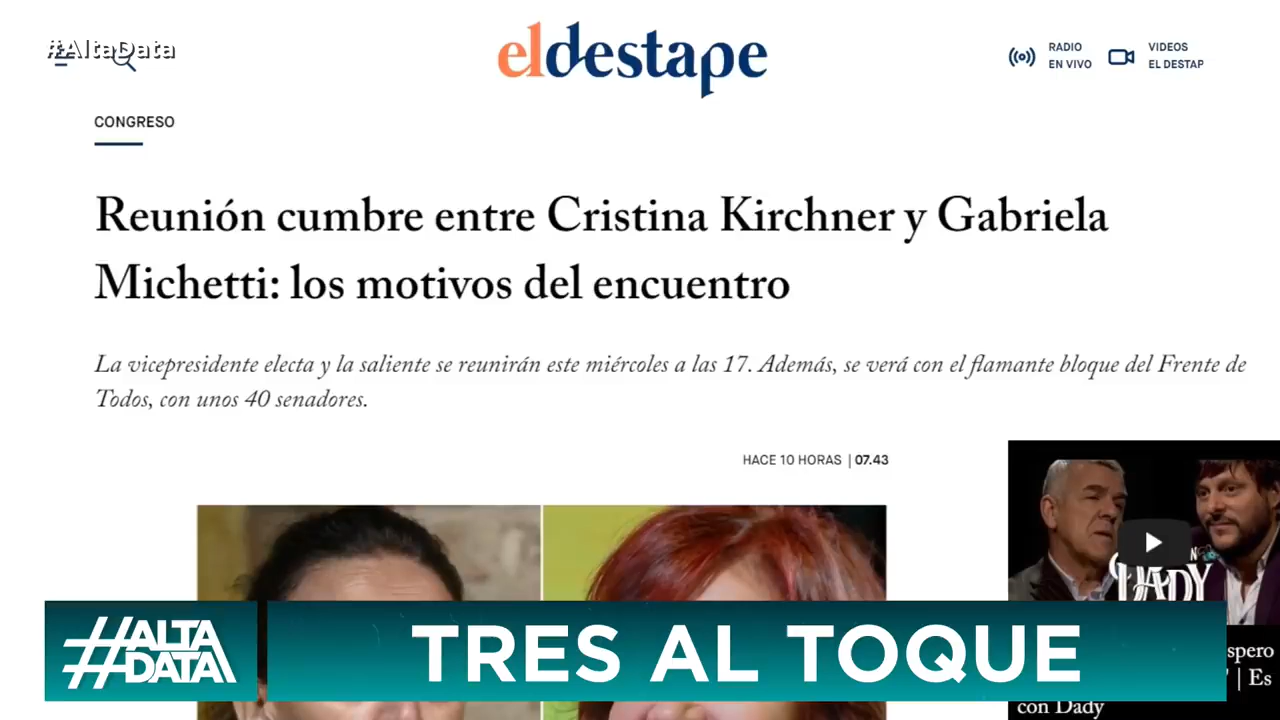 #AltaData
eldestape
RADIO
EN VIVO
VIDEOS
EL DESTAP
CONGRESO
Reunión cumbre entre Cristina Kirchner y Gabriela
Michetti: los motivos del encuentro
La vicepresidente electa y la saliente se reunirán este miércoles a las 17. Además, se verá con el flamante bloque del Frente de
Todos, con unos 40 senadores.
HACE 10 HORAS | 07.43
DADY
spero
' | Es
con Dady
#ALTA
DATA
TRES AL TOQUE